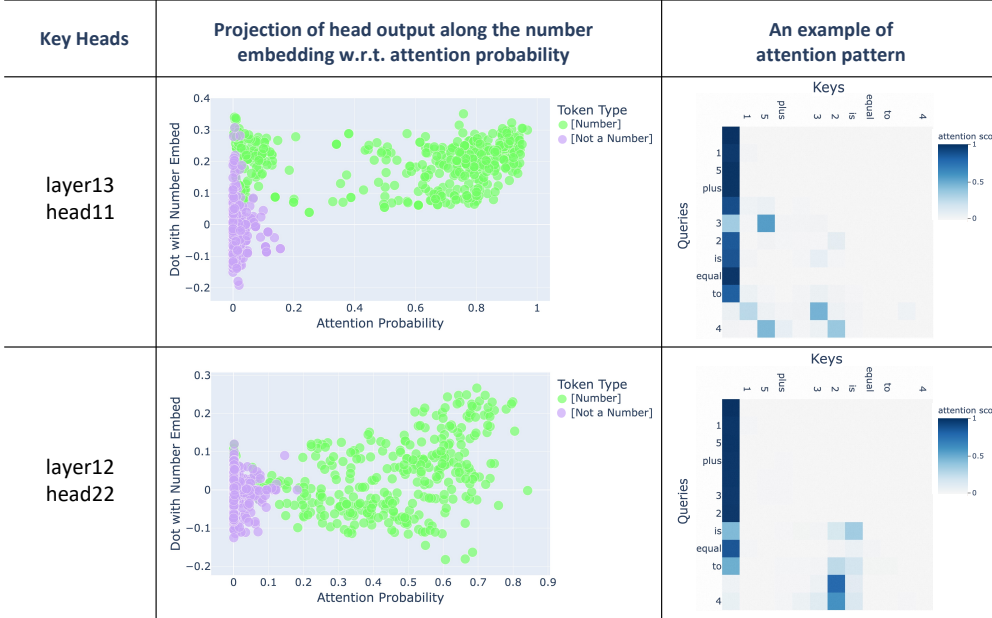 Key Heads
Projection of head output along the number
embedding w.r.t. attention probability
An example of
attention pattern
layer13
head11
Dot with Number Embed
0.4
0.3
0.2
0.1
0
−0.1
−0.2
0 0.2 0.4 0.6 0.8 1
Attention Probability
Token Type
[Number]
[Not a Number]
Keys
1 5 plus 3 2 is equal to 4
Queries
1
5
plus
3
2
is
equal
to
4
attention sco
1
0.5
0
layer12
head22
Dot with Number Embed
0.3
0.2
0.1
0
−0.1
−0.2
0 0.1 0.2 0.3 0.4 0.5 0.6 0.7 0.8 0.9
Attention Probability
Token Type
[Number]
[Not a Number]
Keys
1 5 plus 3 2 is equal to 4
Queries
1
5
plus
3
2
is
equal
to
4
attention score
1
0.5
0